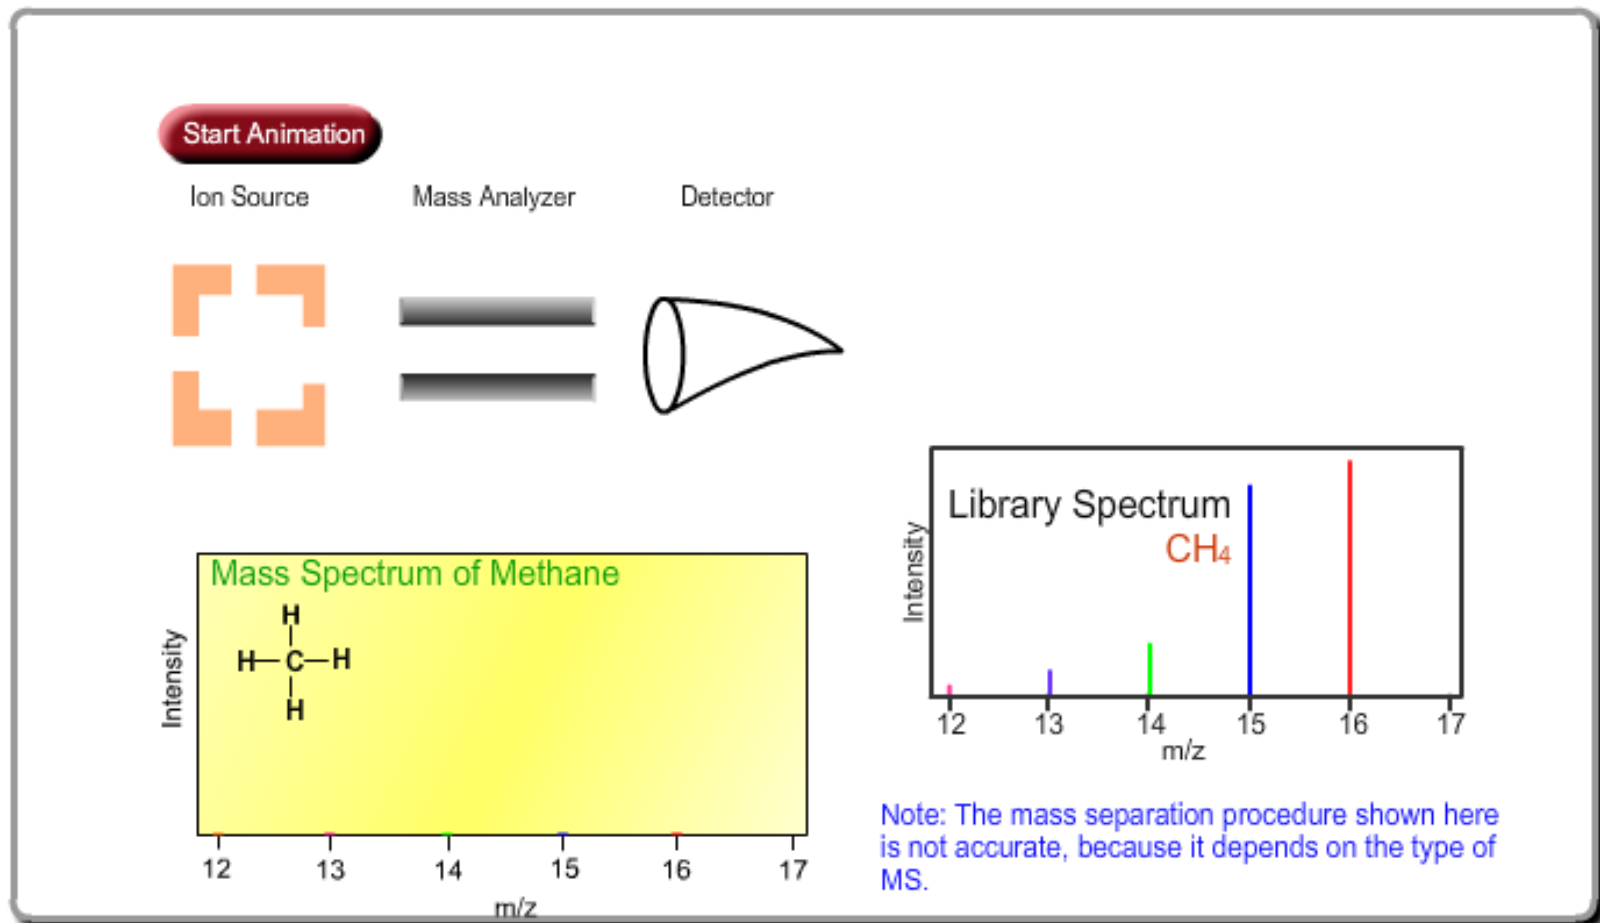 Start Animation
Ion Source
Mass Analyzer
Detector
Library Spectrum
CH₄
Intensity
12 13 14 15 16 17
m/z
Mass Spectrum of Methane
H
H C H
H
Intensity
12 13 14 15 16 17
m/z
Note: The mass separation procedure shown here
is not accurate, because it depends on the type of
MS.